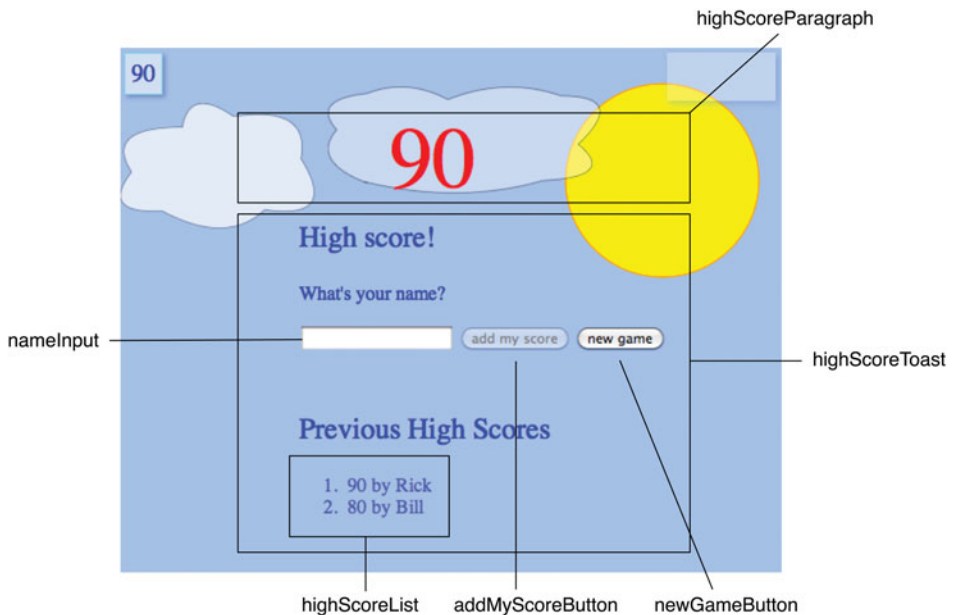 highScoreParagraph
90
90
High score!
What's your name?
nameInput
add my score
new game
highScoreToast
Previous High Scores
1. 90 by Rick
2. 80 by Bill
highScoreList
addMyScoreButton
newGameButton